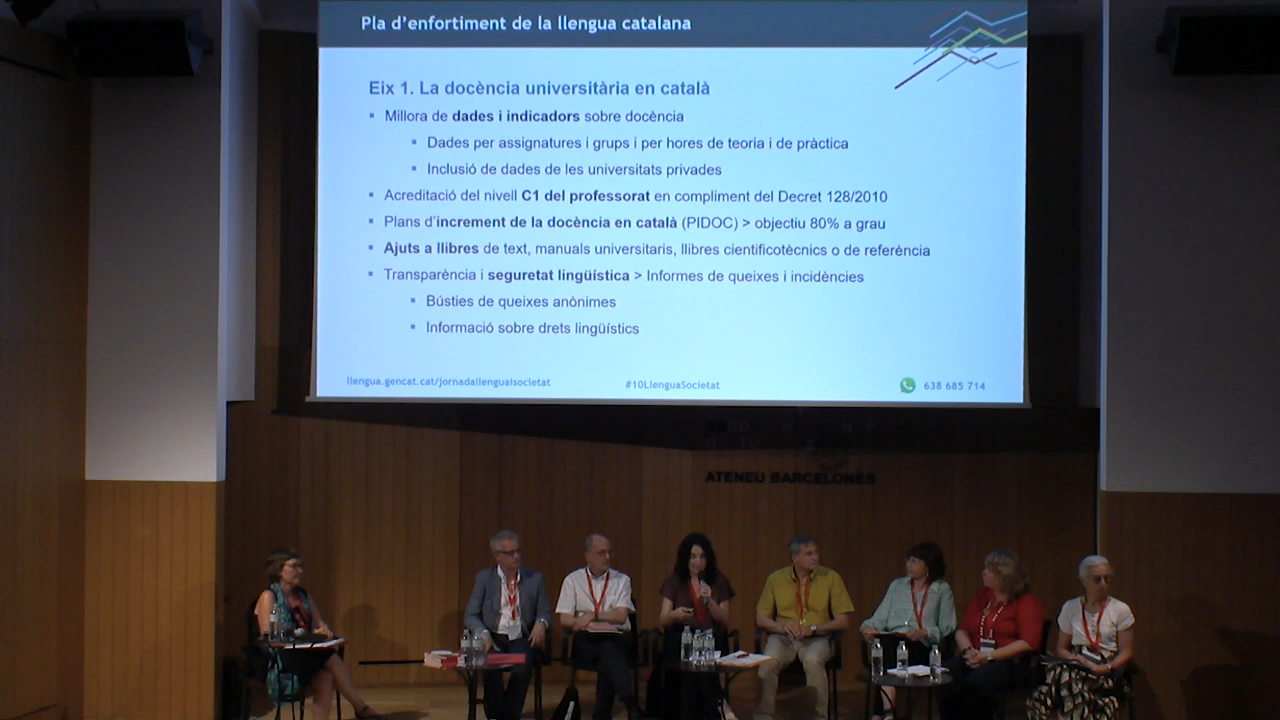 Pla d'enfortiment de la llengua catalana
Eix 1. La docència universitària en català
Millora de dades i indicadors sobre docència
Dades per assignatures i grups i per hores de teoria i de pràctica
Inclusió de dades de les universitats privades
Acreditació del nivell C1 del professorat en compliment del Decret 128/2010
Plans d'increment de la docència en català (PIDOC) > objectiu 80% a grau
Ajuts a llibres de text, manuals universitaris, llibres cientificotècnics o de referència
Transparència i seguretat lingüística > Informes de queixes i incidències
Bústies de queixes anònimes
Informació sobre drets lingüístics
llengua.gencat.cat/jornadallenguaisocietat
#10LlenguaSocietat
638 685 714
ATENEU BARCELONÈS